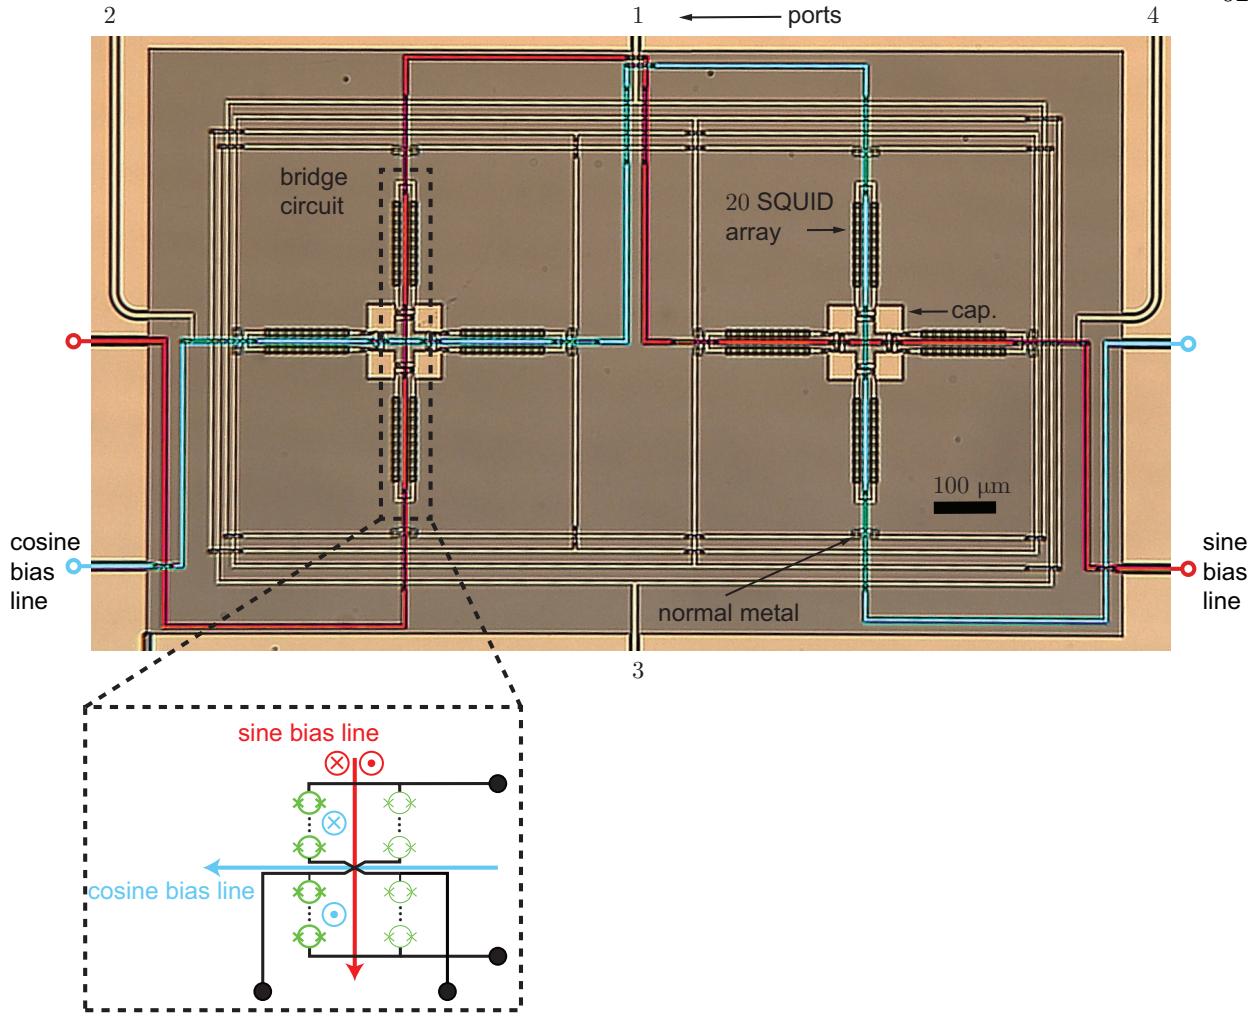 2 1 ports 4
bridge
circuit
20 SQUID
array
cap.
100 μm
cosine
bias
line
sine
bias
line
normal metal
3
sine bias line
cosine bias line